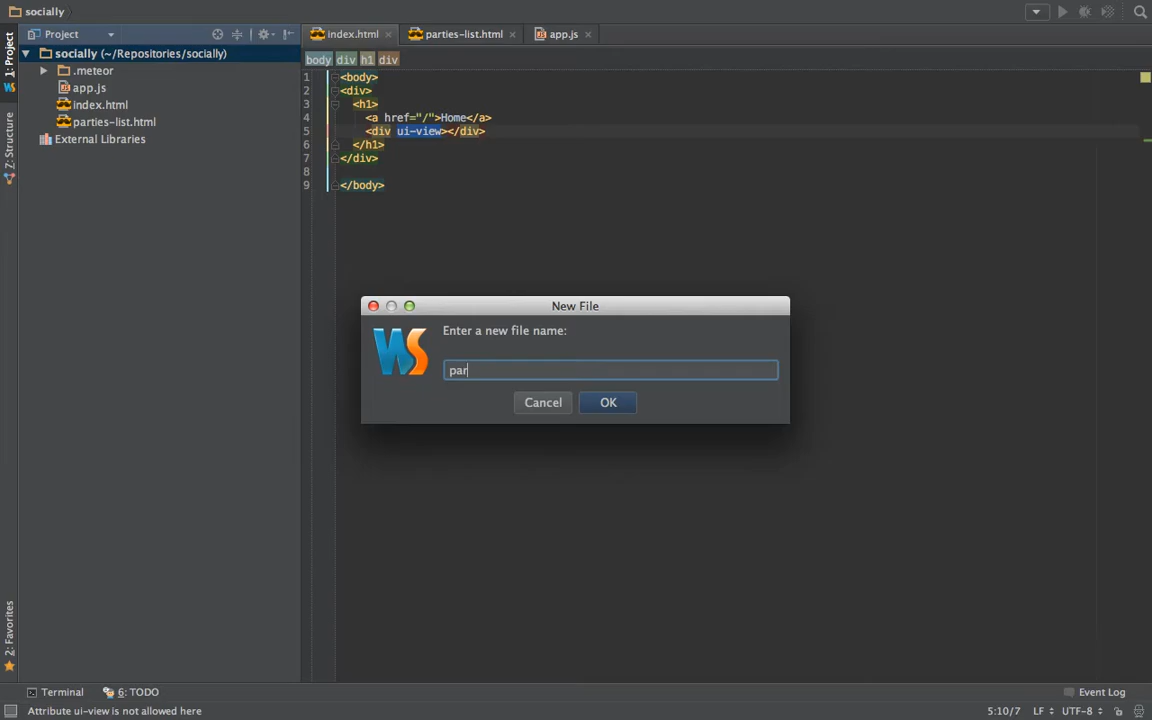 socially
1: Project
Z: Structure
2: Favorites
Project
socially (~/Repositories/socially)
.meteor
app.js
index.html
parties-list.html
External Libraries
index.html
parties-list.html
app.js
body div h1 div
1 <body>
2 <div>
3 <h1>
4 <a href="/">Home</a>
5 <div ui-view></div>
6 </h1>
7 </div>
8
9 </body>
New File
WS
Enter a new file name:
par
Cancel
OK
Terminal
6: TODO
Event Log
Attribute ui-view is not allowed here
5:10/7
LF
UTF-8